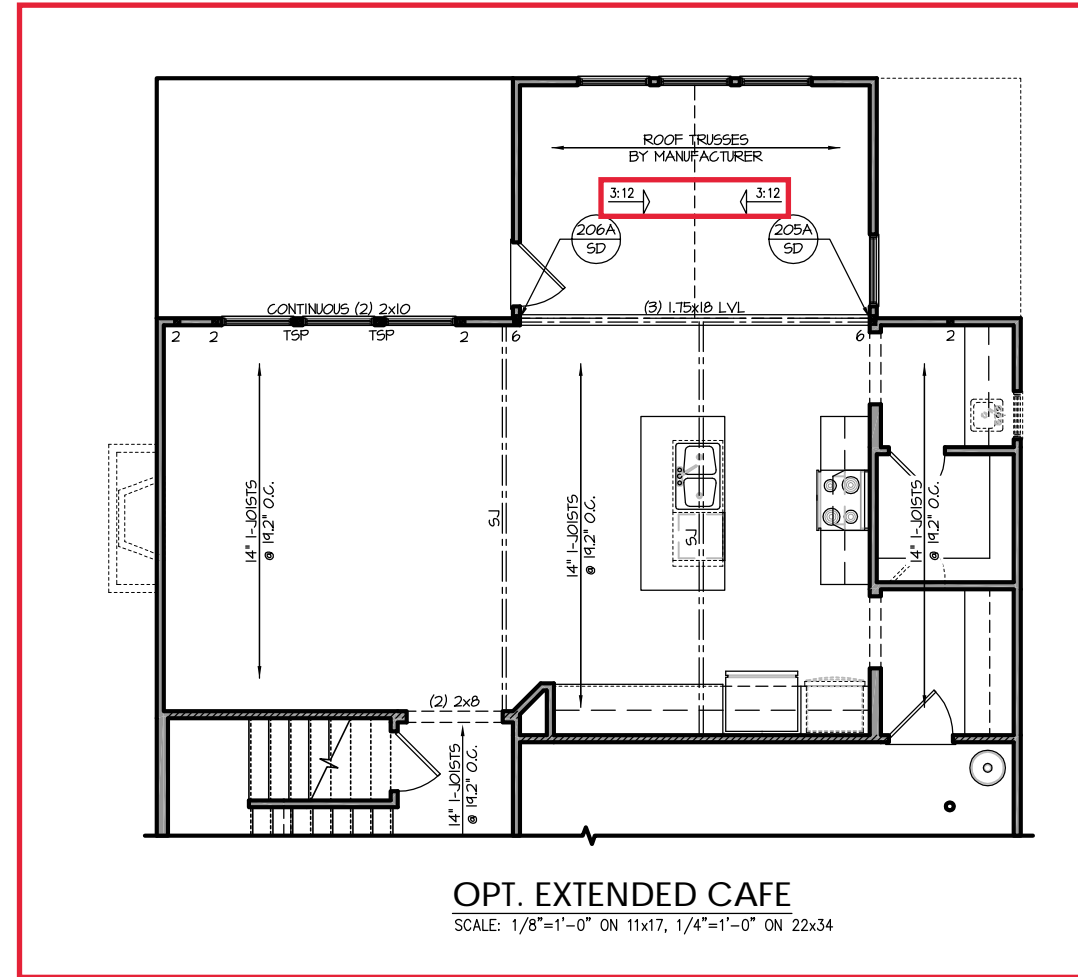 ROOF TRUSSES
BY MANUFACTURER
3:12
3:12
206A
SD
205A
SD
CONTINUOUS (2) 2x10
(3) 1.75x18 LVL
2
2
TSP
TSP
2
6
6
2
14" I-JOISTS
@ 19.2" O.C.
SJ
14" I-JOISTS
@ 19.2" O.C.
SJ
14" I-JOISTS
@ 19.2" O.C.
(2) 2x8
14" I-JOISTS
@ 19.2" O.C.
OPT. EXTENDED CAFE
SCALE: 1/8"=1'-0" ON 11x17, 1/4"=1'-0" ON 22x34